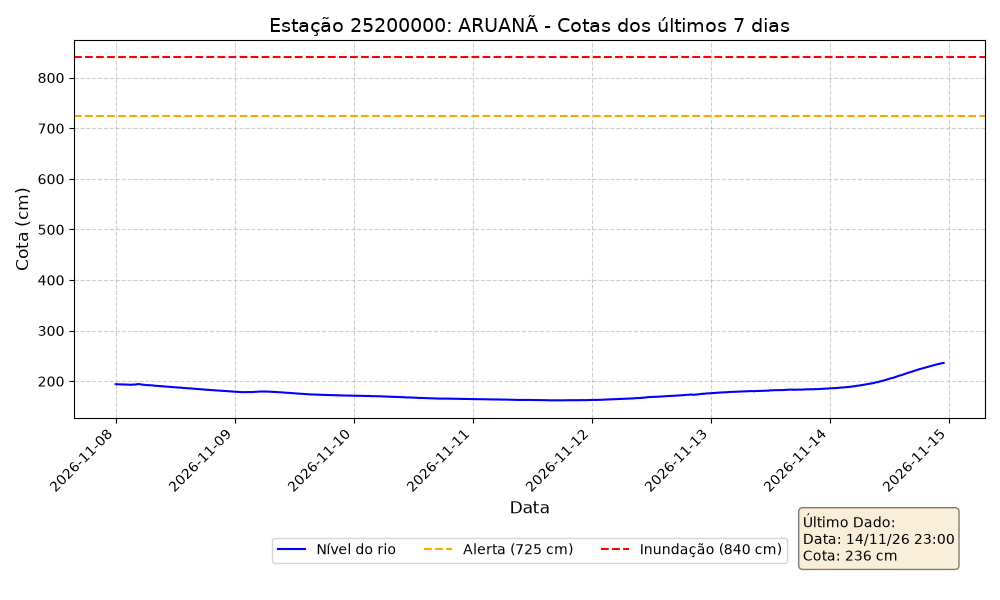 Estação 25200000: ARUANÃ - Cotas dos últimos 7 dias
Cota (cm)
800
700
600
500
400
300
200
2026-11-08
2026-11-09
2026-11-10
2026-11-11
2026-11-12
2026-11-13
2026-11-14
2026-11-15
Data
Nível do rio
Alerta (725 cm)
Inundação (840 cm)
Último Dado:
Data: 14/11/26 23:00
Cota: 236 cm